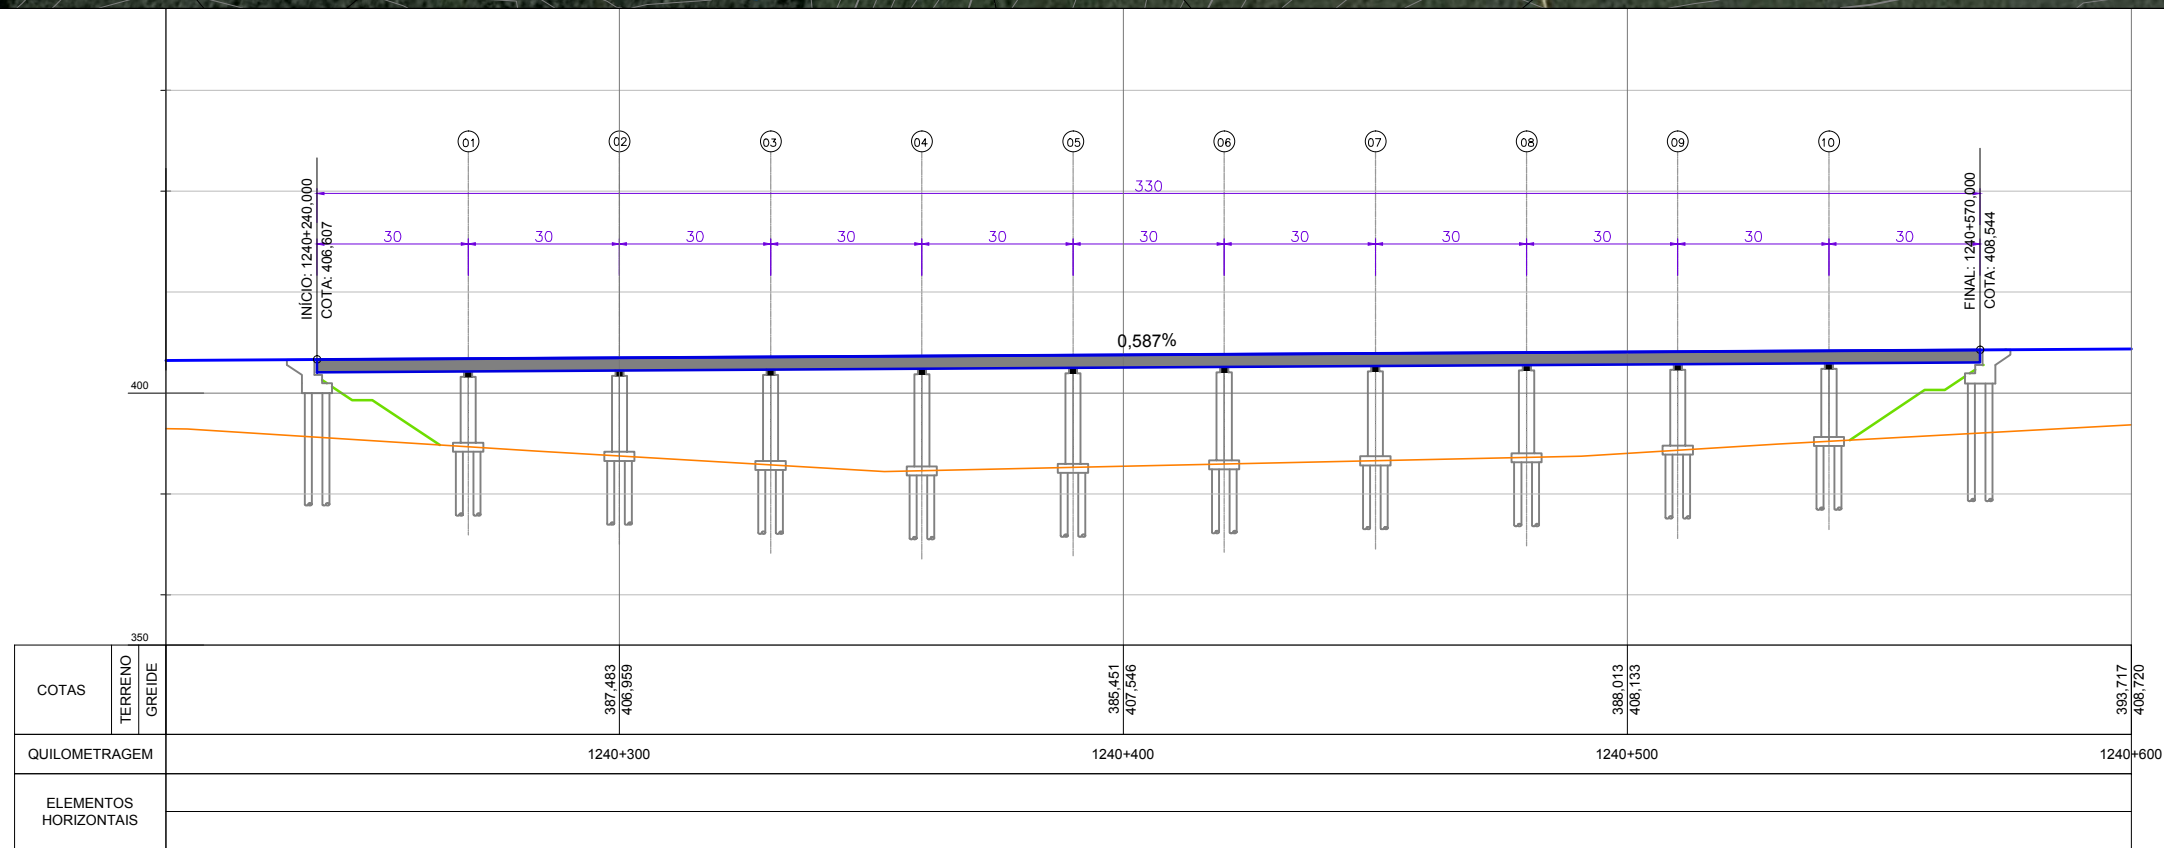 01 02 03 04 05 06 07 08 09 10
330
30 30 30 30 30 30 30 30 30 30 30
INÍCIO: 1240+240,000
COTA: 406,607
FINAL: 1240+570,000
COTA: 408,544
0,587%
400
350
COTAS
TERRENO
GREIDE
387,483
406,959
385,451
407,546
388,013
408,133
393,717
408,720
QUILOMETRAGEM
1240+300 1240+400 1240+500 1240+600
ELEMENTOS
HORIZONTAIS